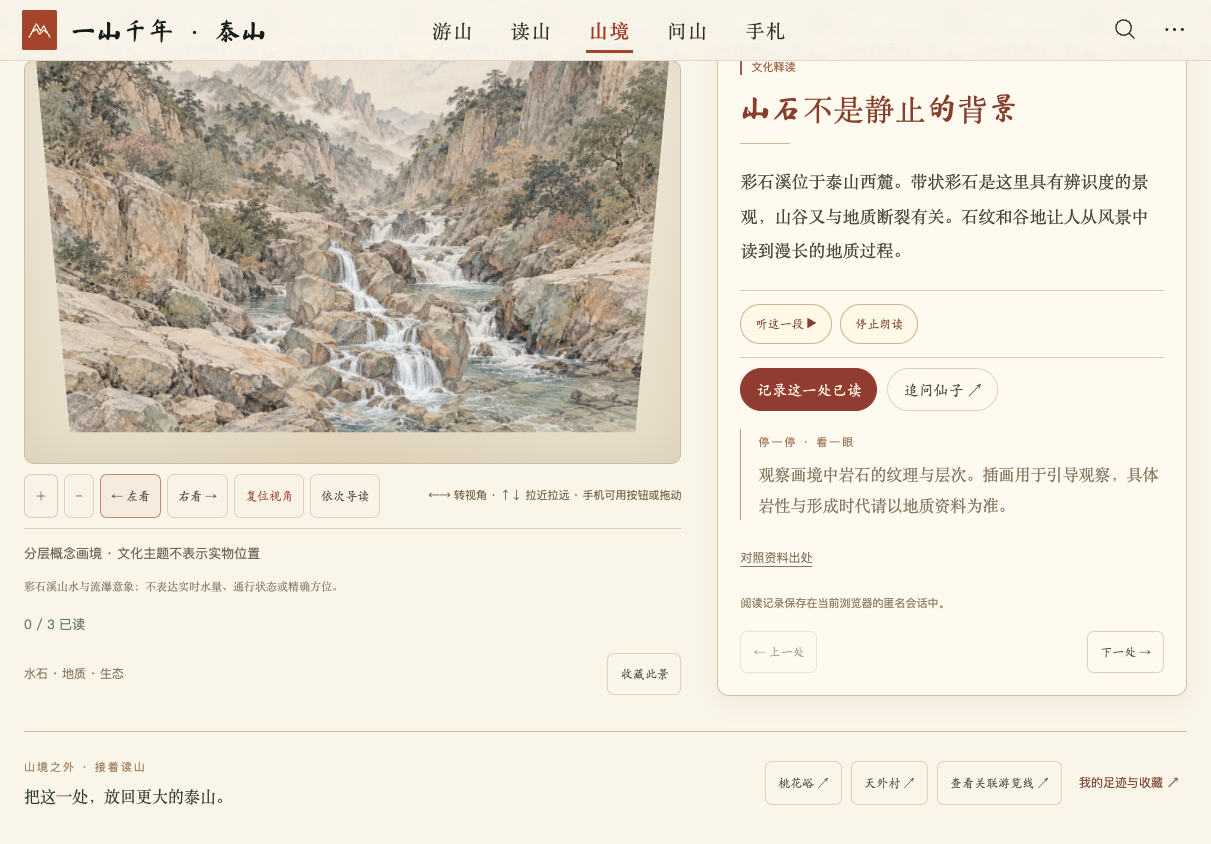 一山千年 · 泰山
游山 读山 山境 问山 手札
文化释读
山石不是静止的背景
彩石溪位于泰山西麓。带状彩石是这里具有辨识度的景
观，山谷又与地质断裂有关。石纹和谷地让人从风景中
读到漫长的地质过程。
听这一段 ▶ 停止朗读
记录这一处已读 追问仙子 ↗
停一停 · 看一眼
观察画境中岩石的纹理与层次。插画用于引导观察，具体
岩性与形成时代请以地质资料为准。
对照资料出处
阅读记录保存在当前浏览器的匿名会话中。
← 上一处 下一处 →
+ − ← 左看 右看 → 复位视角 依次导读
←→ 转视角 · ↑↓ 拉近拉远 · 手机可用按钮或拖动
分层概念画境 · 文化主题不表示实物位置
彩石溪山水与流瀑意象；不表达实时水量、通行状态或精确方位。
0 / 3 已读
水石 · 地质 · 生态
收藏此景
山境之外 · 接着读山
把这一处，放回更大的泰山。
桃花峪 ↗ 天外村 ↗ 查看关联游览线 ↗ 我的足迹与收藏 ↗